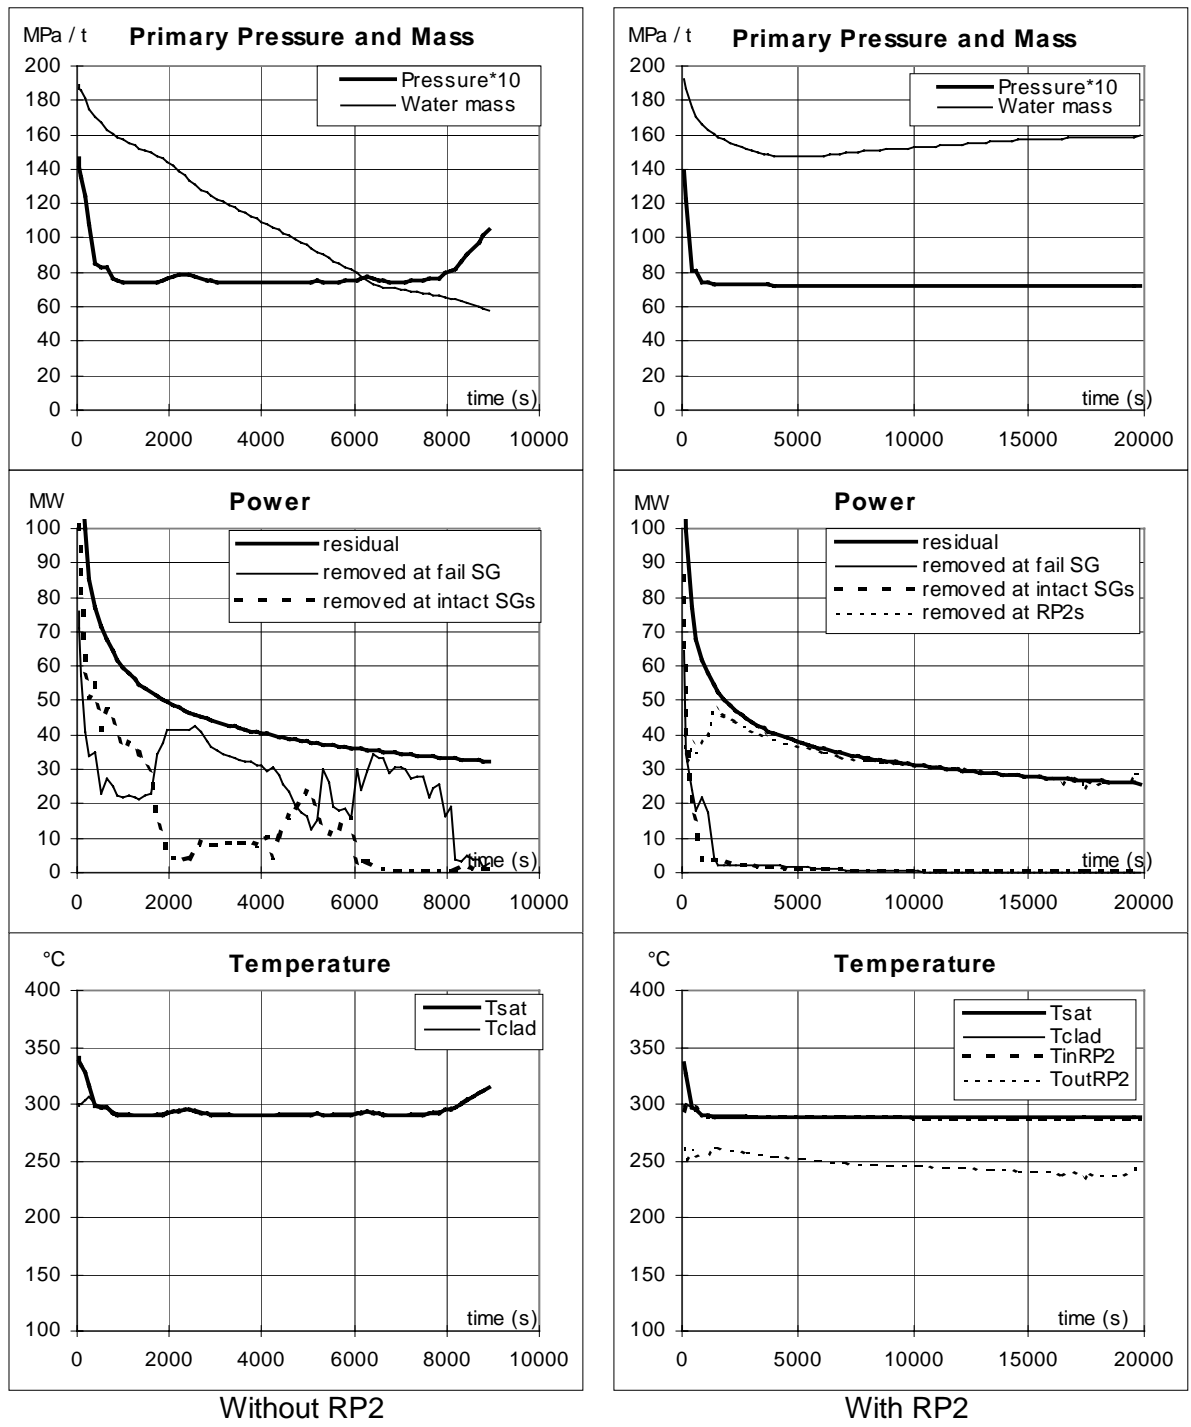 MPa / t Primary Pressure and Mass
200
180
160
140
120
100
80
60
40
20
0
Pressure*10
Water mass
time (s)
0 2000 4000 6000 8000 10000
MPa / t Primary Pressure and Mass
200
180
160
140
120
100
80
60
40
20
0
Pressure*10
Water mass
time (s)
0 5000 10000 15000 20000
MW Power
100
90
80
70
60
50
40
30
20
10
0
residual
removed at fail SG
removed at intact SGs
time (s)
0 2000 4000 6000 8000 10000
MW Power
100
90
80
70
60
50
40
30
20
10
0
residual
removed at fail SG
removed at intact SGs
removed at RP2s
time (s)
0 5000 10000 15000 20000
°C Temperature
400
350
300
250
200
150
100
Tsat
Tclad
time (s)
0 2000 4000 6000 8000 10000
°C Temperature
400
350
300
250
200
150
100
Tsat
Tclad
TinRP2
ToutRP2
time (s)
0 5000 10000 15000 20000
Without RP2
With RP2